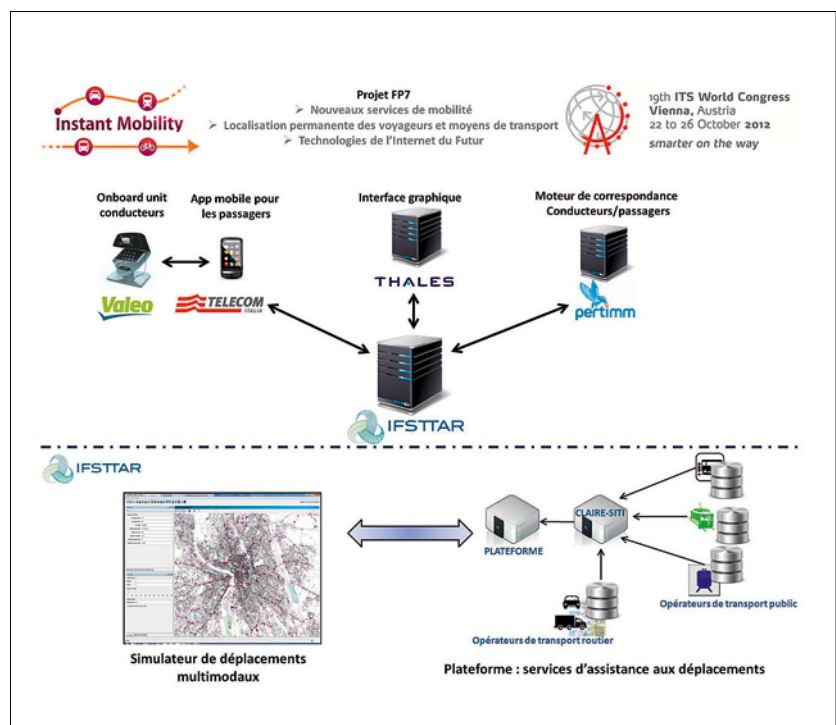 Instant Mobility
Projet FP7
➢ Nouveaux services de mobilité
➢ Localisation permanente des voyageurs et moyens de transport
➢ Technologies de l'Internet du Futur
19th ITS World Congress
Vienna, Austria
22 to 26 October 2012
smarter on the way
Onboard unit
conducteurs
App mobile pour
les passagers
Interface graphique
Moteur de correspondance
Conducteurs/passagers
Valeo
TELECOM
ITALIA
THALES
pertimm
IFSTTAR
IFSTTAR
CLAIRE-SITI
PLATEFORME
Opérateurs de transport public
Opérateurs de transport routier
Simulateur de déplacements
multimodaux
Plateforme : services d'assistance aux déplacements